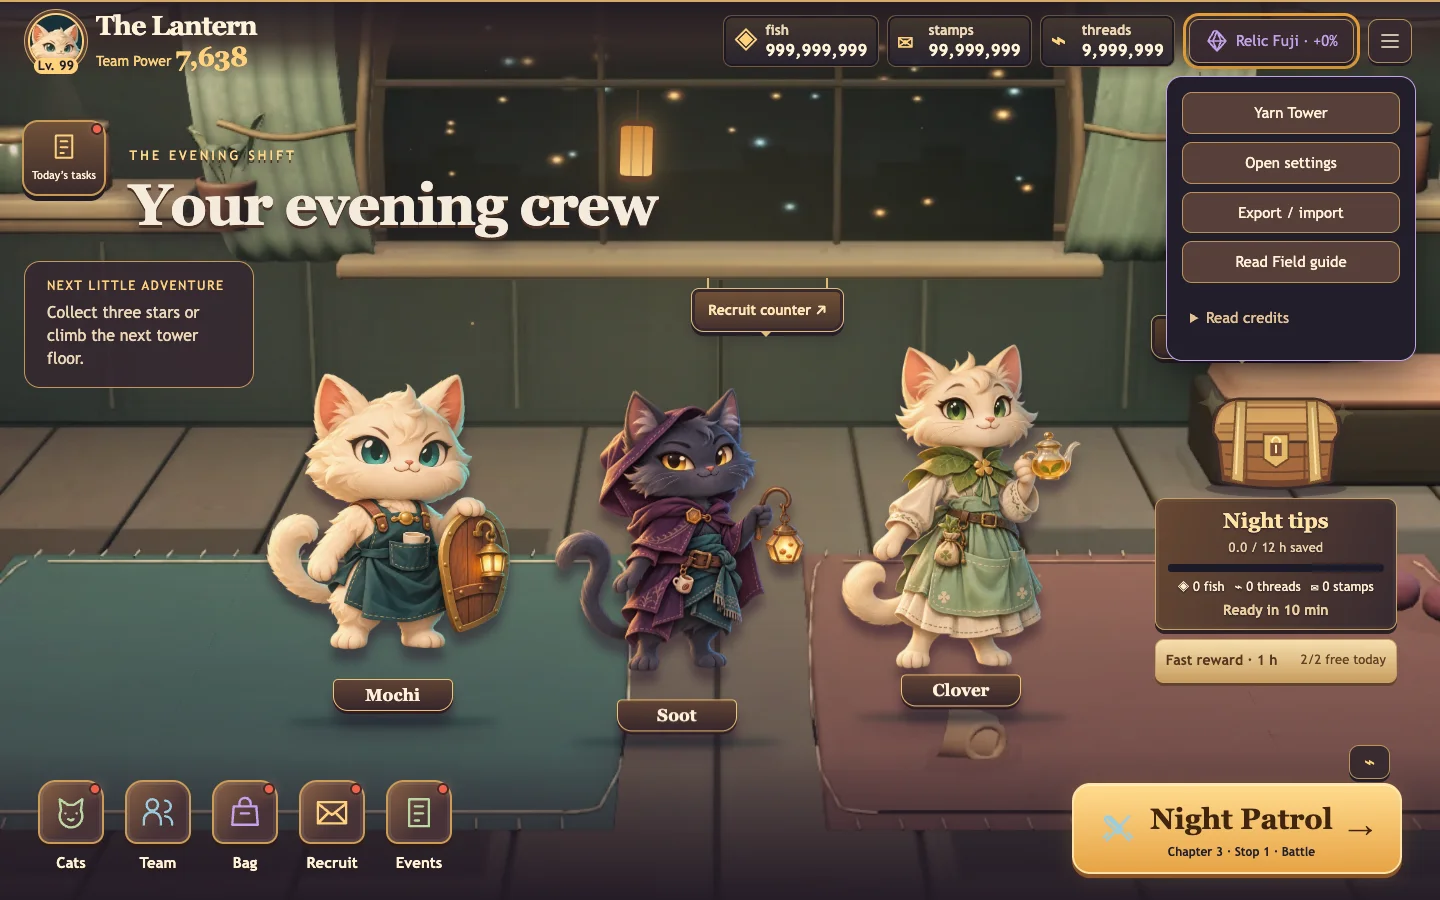 The Lantern
Team Power 7,638
Lv. 99
fish
999,999,999
stamps
99,999,999
threads
9,999,999
Relic Fuji · +0%
Yarn Tower
Open settings
Export / import
Read Field guide
▶ Read credits
Today's tasks
THE EVENING SHIFT
Your evening crew
NEXT LITTLE ADVENTURE
Collect three stars or
climb the next tower
floor.
Recruit counter ↗
Mochi
Soot
Clover
Night tips
0.0 / 12 h saved
0 fish 0 threads 0 stamps
Ready in 10 min
Fast reward · 1 h 2/2 free today
Cats
Team
Bag
Recruit
Events
Night Patrol →
Chapter 3 · Stop 1 · Battle